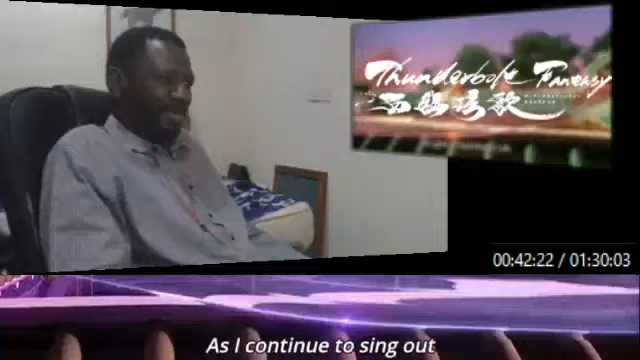 Thunderbolt Fantasy
西幽玹歌
00:42:22 / 01:30:03
As I continue to sing out